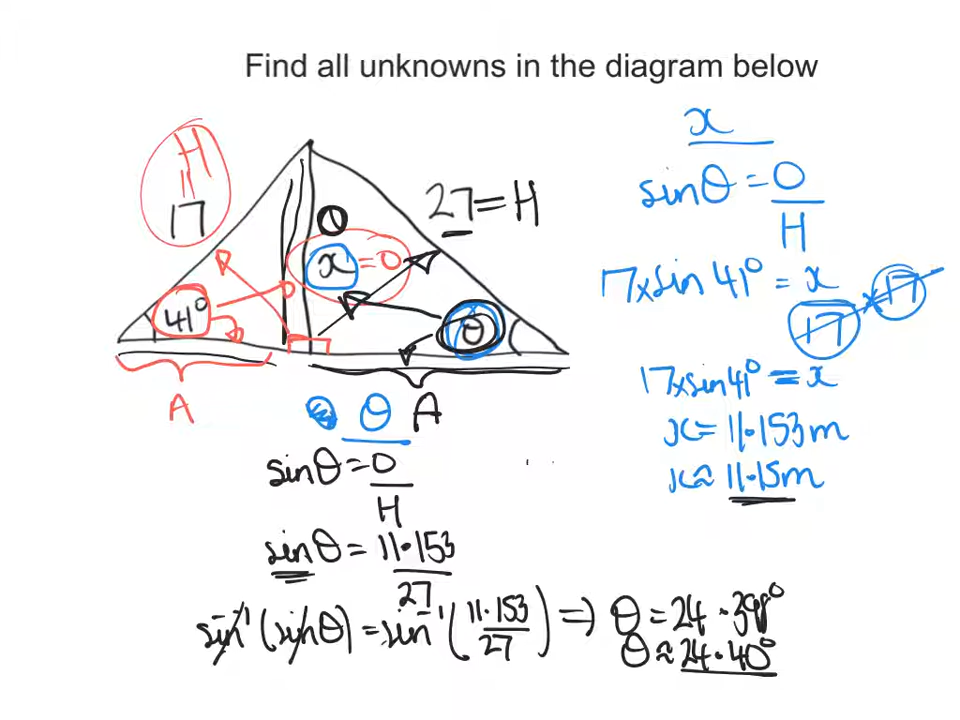 Find all unknowns in the diagram below
H
=
17
41°
A
O
x = O
27 = H
θ
A
x
sinθ = O/H
17 x sin 41° = x/17 x 17
17xsin41° = x
x = 11.153m
x ≈ 11.15m
θ
sinθ = O/H
sinθ = 11.153/27
sin⁻¹(sinθ) = sin⁻¹(11.153/27) ⇒ θ = 24.398°
θ ≈ 24.40°